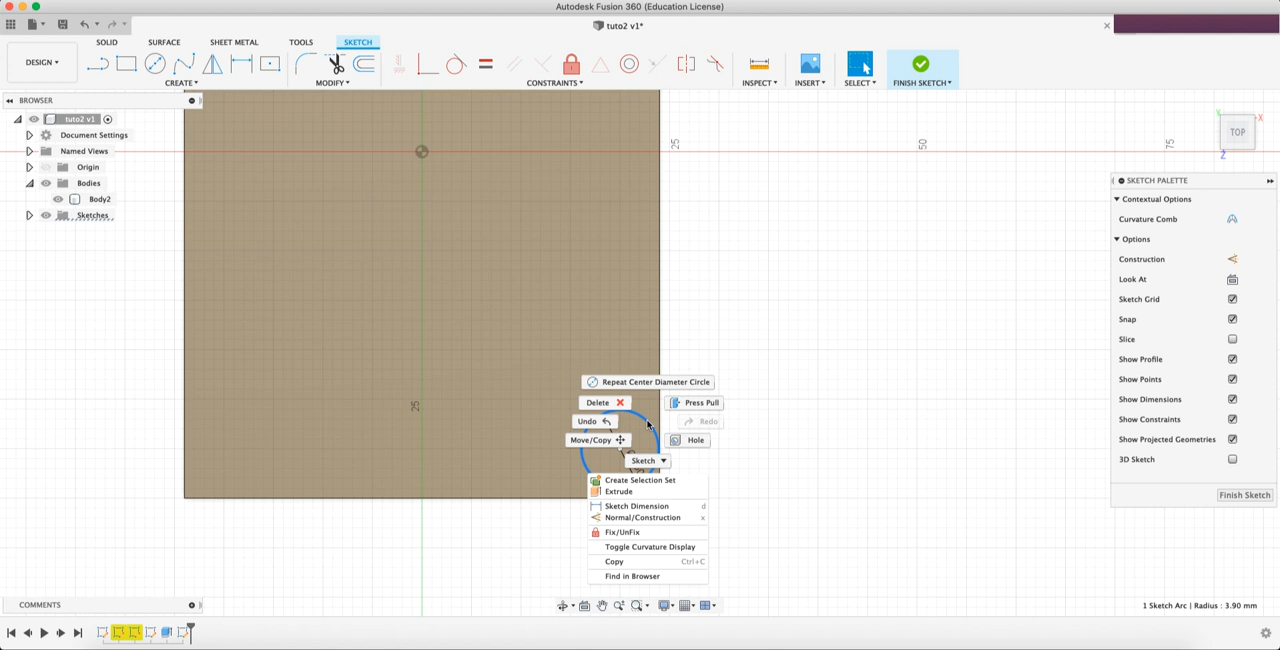 Autodesk Fusion 360 (Education License)
tuto2 v1*
DESIGN
SOLID
SURFACE
SHEET METAL
TOOLS
SKETCH
CREATE
MODIFY
CONSTRAINTS
INSPECT
INSERT
SELECT
FINISH SKETCH
BROWSER
tuto2 v1
Document Settings
Named Views
Origin
Bodies
Body2
Sketches
25
50
75
25
TOP
X
Y
Z
SKETCH PALETTE
Contextual Options
Curvature Comb
Options
Construction
Look At
Sketch Grid
Snap
Slice
Show Profile
Show Points
Show Dimensions
Show Constraints
Show Projected Geometries
3D Sketch
Finish Sketch
Repeat Center Diameter Circle
Delete
Press Pull
Undo
Redo
Move/Copy
Hole
Sketch
Create Selection Set
Extrude
Sketch Dimension d
Normal/Construction x
Fix/UnFix
Toggle Curvature Display
Copy Ctrl+C
Find in Browser
COMMENTS
1 Sketch Arc | Radius : 3.90 mm